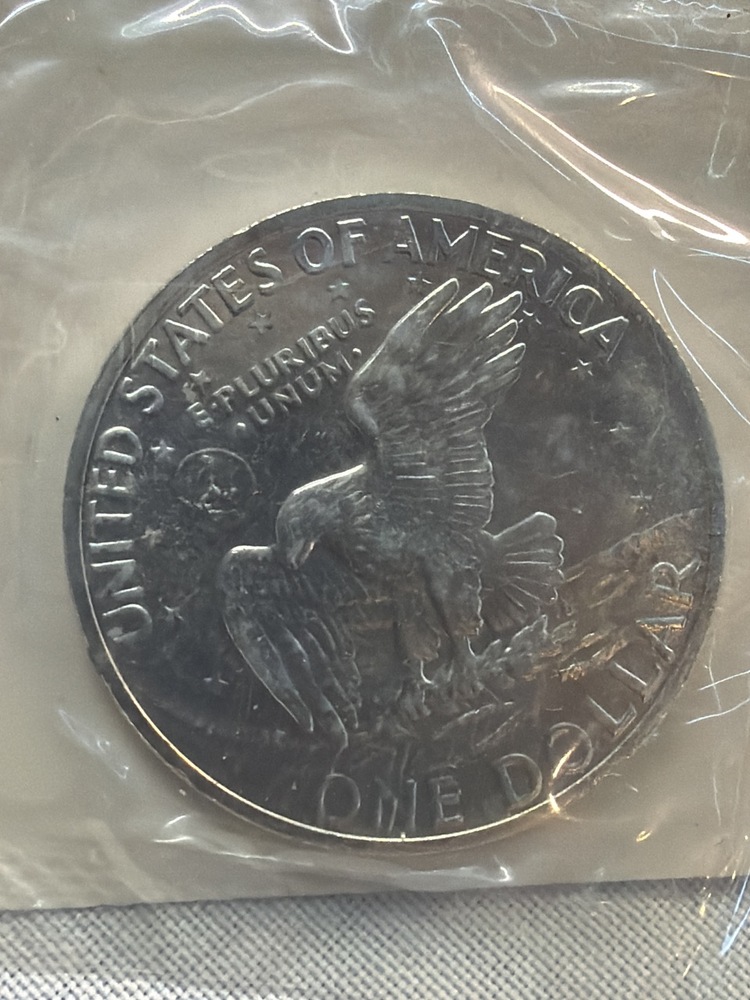 UNITED STATES OF AMERICA
E·PLURIBUS
·UNUM·
ONE DOLLAR